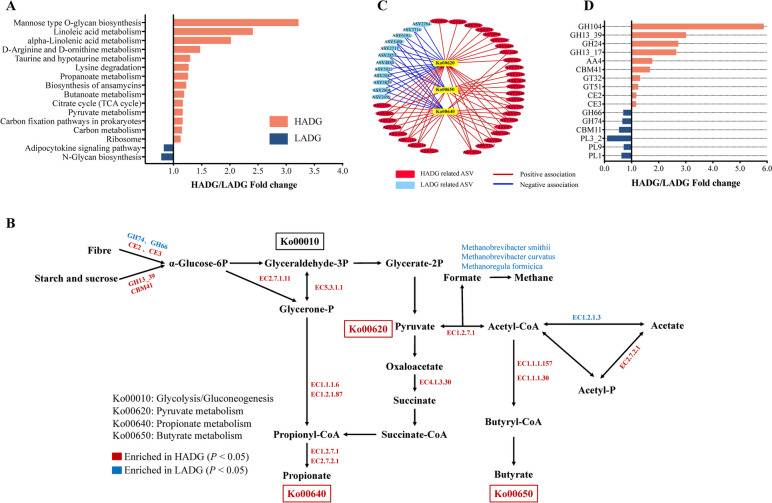 A
Mannose type O-glycan biosynthesis
Linoleic acid metabolism
alpha-Linolenic acid metabolism
D-Arginine and D-ornithine metabolism
Taurine and hypotaurine metabolism
Lysine degradation
Propanoate metabolism
Biosynthesis of ansamycins
Butanoate metabolism
Citrate cycle (TCA cycle)
Pyruvate metabolism
Carbon fixation pathways in prokaryotes
Carbon metabolism
Ribosome
Adipocytokine signaling pathway
N-Glycan biosynthesis
HADG
LADG
1.0 2.0 2.5 3.0 3.5 4.0
HADG/LADG Fold change
C
Ko00620
Ko00650
Ko00640
HADG related ASV
LADG related ASV
Positive association
Negative association
D
GH104
GH13_39
GH24
GH13_17
AA4
CBM41
GT32
GT51
CE2
CE3
GH66
GH74
CBM11
PL3_2
PL9
PL1
0.0 1.0 2.0 3.0 4.0 5.0 6.0
HADG/LADG Fold change
B
Fibre
GH74、GH66
CE2 、CE3
Starch and sucrose
GH13_39
CBM41
α-Glucose-6P
Ko00010
Glyceraldehyde-3P
Glycerate-2P
EC2.7.1.11
EC5.3.1.1
Glycerone-P
Methanobrevibacter smithii
Methanobrevibacter curvatus
Methanoregula formicica
Formate
Methane
Ko00620
Pyruvate
EC1.2.7.1
Acetyl-CoA
EC1.2.1.3
Acetate
EC2.7.2.1
Acetyl-P
Oxaloacetate
EC4.1.3.30
Succinate
Succinate-CoA
EC1.1.1.6
EC1.2.1.87
Propionyl-CoA
EC1.2.7.1
EC2.7.2.1
Propionate
Ko00640
EC1.1.1.157
EC1.1.1.30
Butyryl-CoA
Butyrate
Ko00650
Ko00010: Glycolysis/Gluconeogenesis
Ko00620: Pyruvate metabolism
Ko00640: Propionate metabolism
Ko00650: Butyrate metabolism
Enriched in HADG (P < 0.05)
Enriched in LADG (P < 0.05)